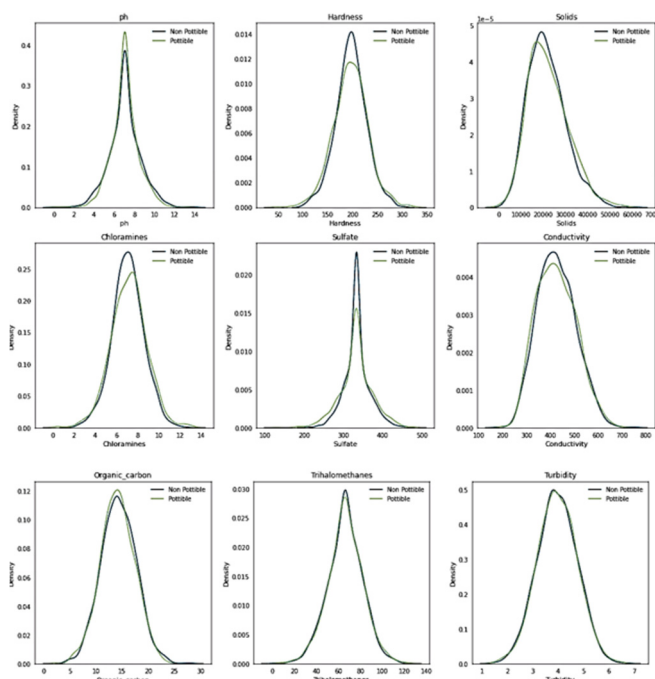 ph
Non Pottible
Pottible
Density
0.4
0.3
0.2
0.1
0.0
0 2 4 6 8 10 12 14
ph
Hardness
Non Pottible
Pottible
Density
0.014
0.012
0.010
0.008
0.006
0.004
0.002
0.000
50 100 150 200 250 300 350
Hardness
Solids
1e-5
Non Pottible
Pottible
Density
5
4
3
2
1
0
0 10000 20000 30000 40000 50000 60000
Solids
Chloramines
Non Pottible
Pottible
Density
0.25
0.20
0.15
0.10
0.05
0.00
0 2 4 6 8 10 12 14
Chloramines
Sulfate
Non Pottible
Pottible
Density
0.020
0.015
0.010
0.005
0.000
100 200 300 400 500
Sulfate
Conductivity
Non Pottible
Pottible
Density
0.004
0.003
0.002
0.001
0.000
100 200 300 400 500 600 700 800
Conductivity
Organic_carbon
Non Pottible
Pottible
Density
0.12
0.10
0.08
0.06
0.04
0.02
0.00
0 5 10 15 20 25 30
Organic_carbon
Trihalomethanes
Non Pottible
Pottible
Density
0.030
0.025
0.020
0.015
0.010
0.005
0.000
0 20 40 60 80 100 120 140
Trihalomethanes
Turbidity
Non Pottible
Pottible
Density
0.5
0.4
0.3
0.2
0.1
0.0
1 2 3 4 5 6 7
Turbidity